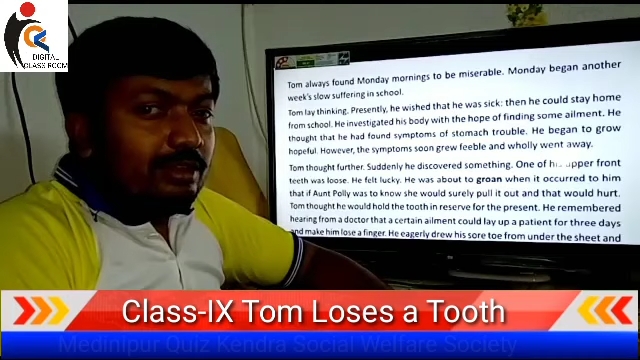 DIGITAL
CLASS ROOM
Tom always found Monday mornings to be miserable. Monday began another
week's slow suffering in school.
Tom lay thinking. Presently, he wished that he was sick: then he could stay home
from school. He investigated his body with the hope of finding some ailment. He
thought that he had found symptoms of stomach trouble. He began to grow
hopeful. However, the symptoms soon grew feeble and wholly went away.
Tom thought further. Suddenly he discovered something. One of his upper front
teeth was loose. He felt lucky. He was about to groan when it occurred to him
that if Aunt Polly was to know she would surely pull it out and that would hurt.
Tom thought he would hold the tooth in reserve for the present. He remembered
hearing from a doctor that a certain ailment could lay up a patient for three days
and make him lose a finger. He eagerly drew his sore toe from under the sheet and
Class-IX Tom Loses a Tooth
Medinipur Quiz Kendra Social Welfare Society